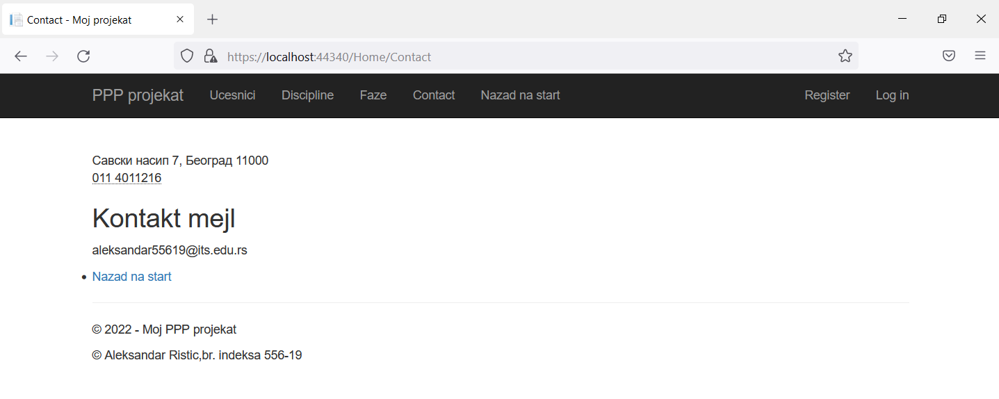 Contact - Moj projekat
https://localhost:44340/Home/Contact
PPP projekat Ucesnici Discipline Faze Contact Nazad na start Register Log in
Савски насип 7, Београд 11000
011 4011216
Kontakt mejl
aleksandar55619@its.edu.rs
Nazad na start
© 2022 - Moj PPP projekat
© Aleksandar Ristic,br. indeksa 556-19